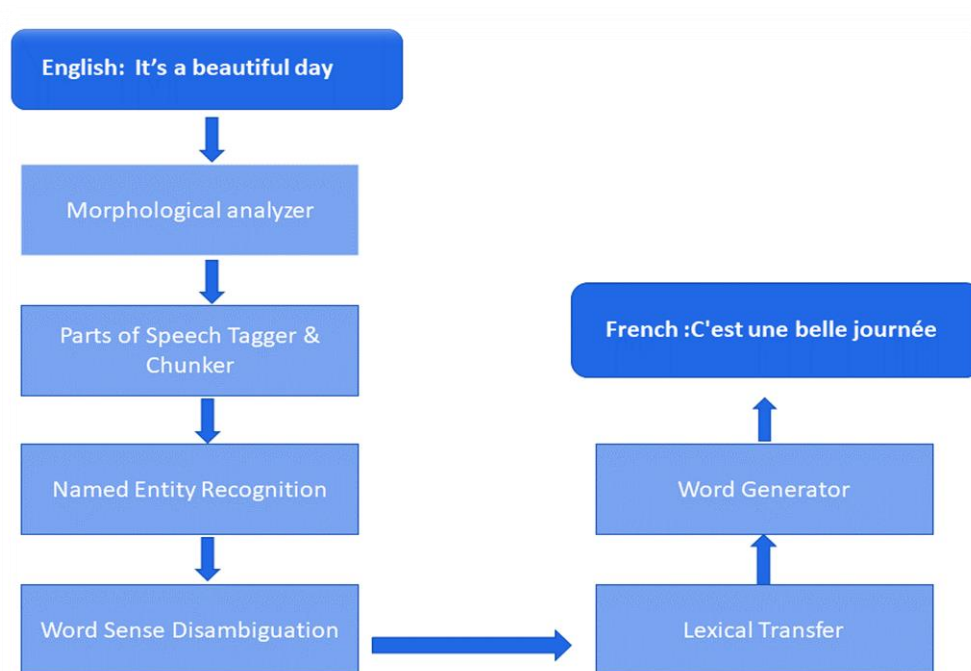 English: It's a beautiful day
Morphological analyzer
Parts of Speech Tagger &
Chunker
Named Entity Recognition
Word Sense Disambiguation
Lexical Transfer
Word Generator
French :C'est une belle journée